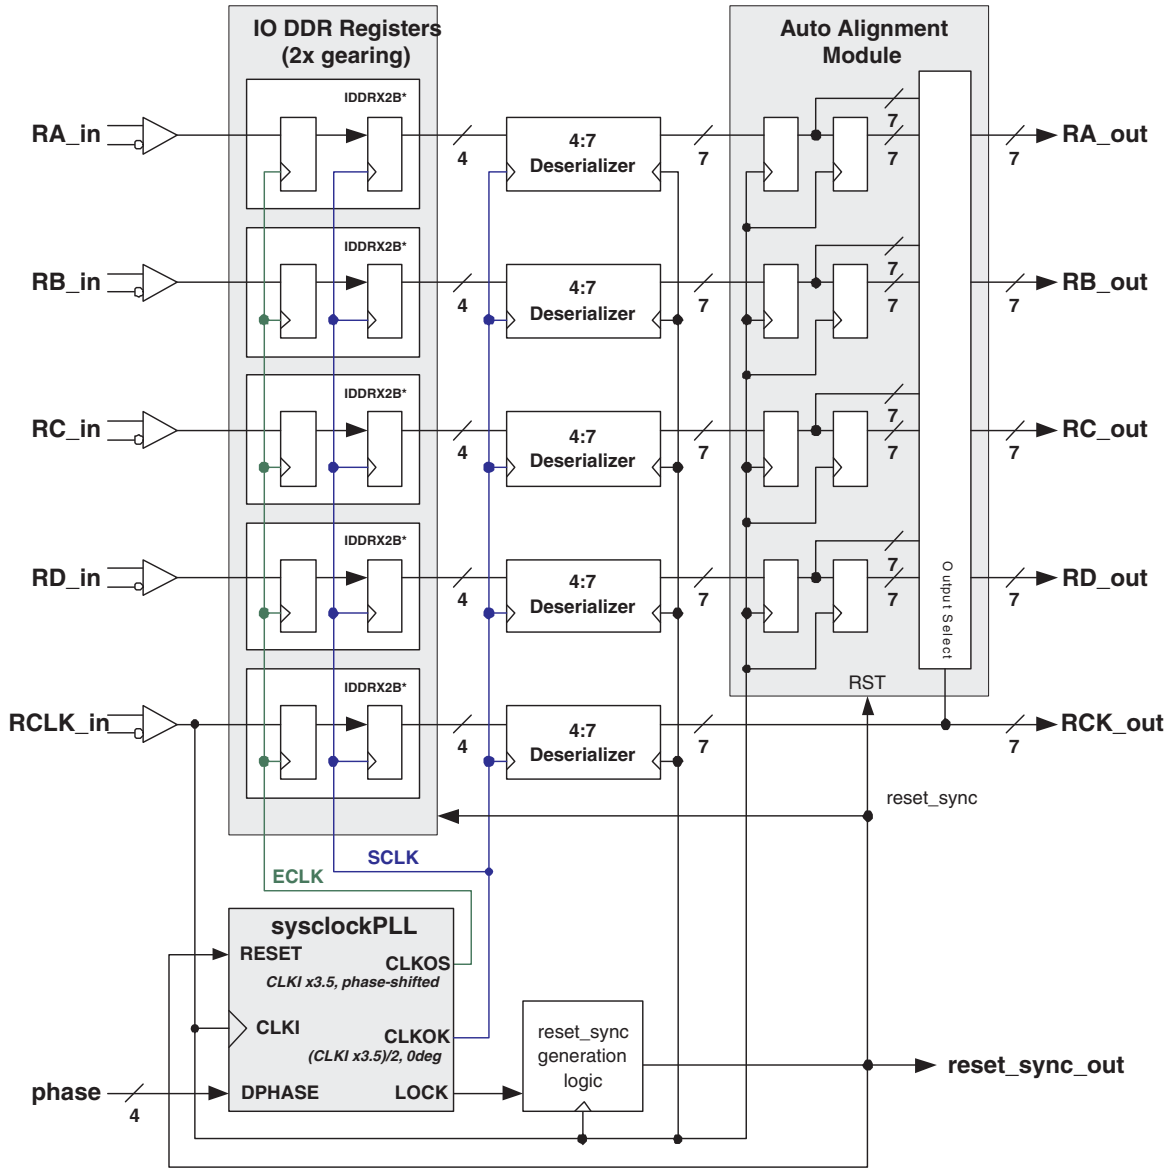 IO DDR Registers
(2x gearing)
Auto Alignment
Module
IDDRX2B*
RA_in
4
4:7
Deserializer
7
7
7
7
RA_out
IDDRX2B*
RB_in
4
4:7
Deserializer
7
7
7
7
RB_out
IDDRX2B*
RC_in
4
4:7
Deserializer
7
7
7
7
RC_out
IDDRX2B*
RD_in
4
4:7
Deserializer
7
7
7
7
RD_out
Output Select
RST
IDDRX2B*
RCLK_in
4
4:7
Deserializer
7
7
RCK_out
reset_sync
SCLK
ECLK
sysclockPLL
RESET
CLKOS
CLKI x3.5, phase-shifted
CLKI
CLKOK
(CLKI x3.5)/2, 0deg
DPHASE
LOCK
phase
4
reset_sync
generation
logic
reset_sync_out